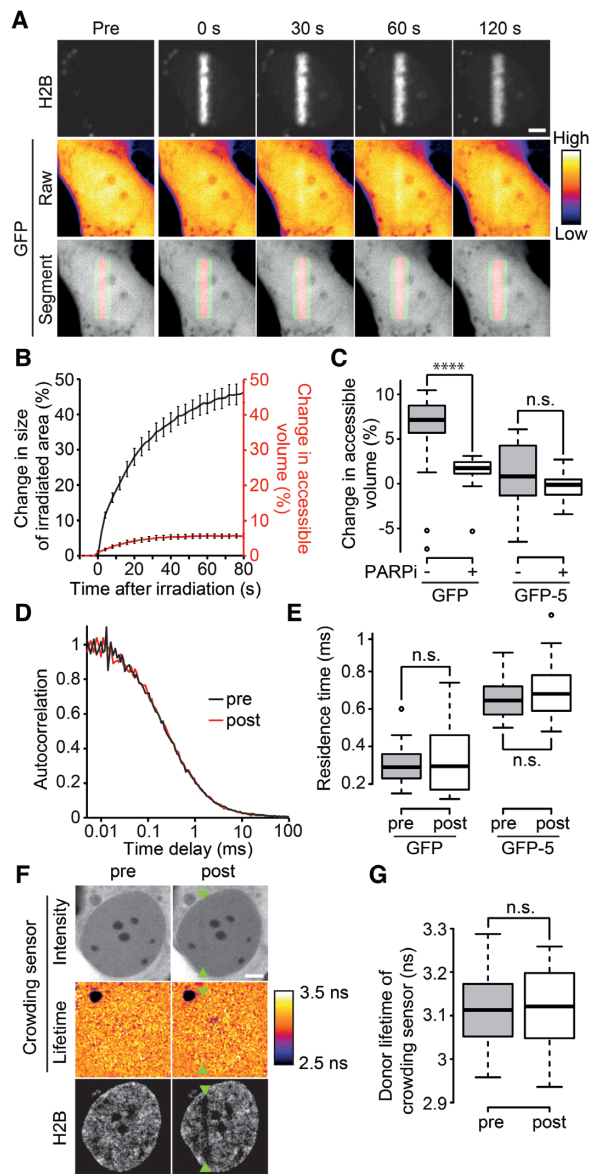 A
Pre 0 s 30 s 60 s 120 s
H2B
GFP
Raw
Segment
High
Low
B
Change in size
of irradiated area (%)
50
40
30
20
10
0
0 20 40 60 80
Time after irradiation (s)
50
40
30
20
10
0
Change in accessible
volume (%)
C
Change in accessible
volume (%)
10
5
0
-5
****
n.s.
PARPi - + - +
GFP GFP-5
D
Autocorrelation
1
0.8
0.6
0.4
0.2
0
pre
post
0.01 0.1 1 10 100
Time delay (ms)
E
Residence time (ms)
1.0
0.8
0.6
0.4
0.2
n.s.
n.s.
pre post pre post
GFP GFP-5
F
pre post
Crowding sensor
Intensity
Lifetime
H2B
3.5 ns
2.5 ns
G
Donor lifetime of
crowding sensor (ns)
3.3
3.2
3.1
3
2.9
n.s.
pre post